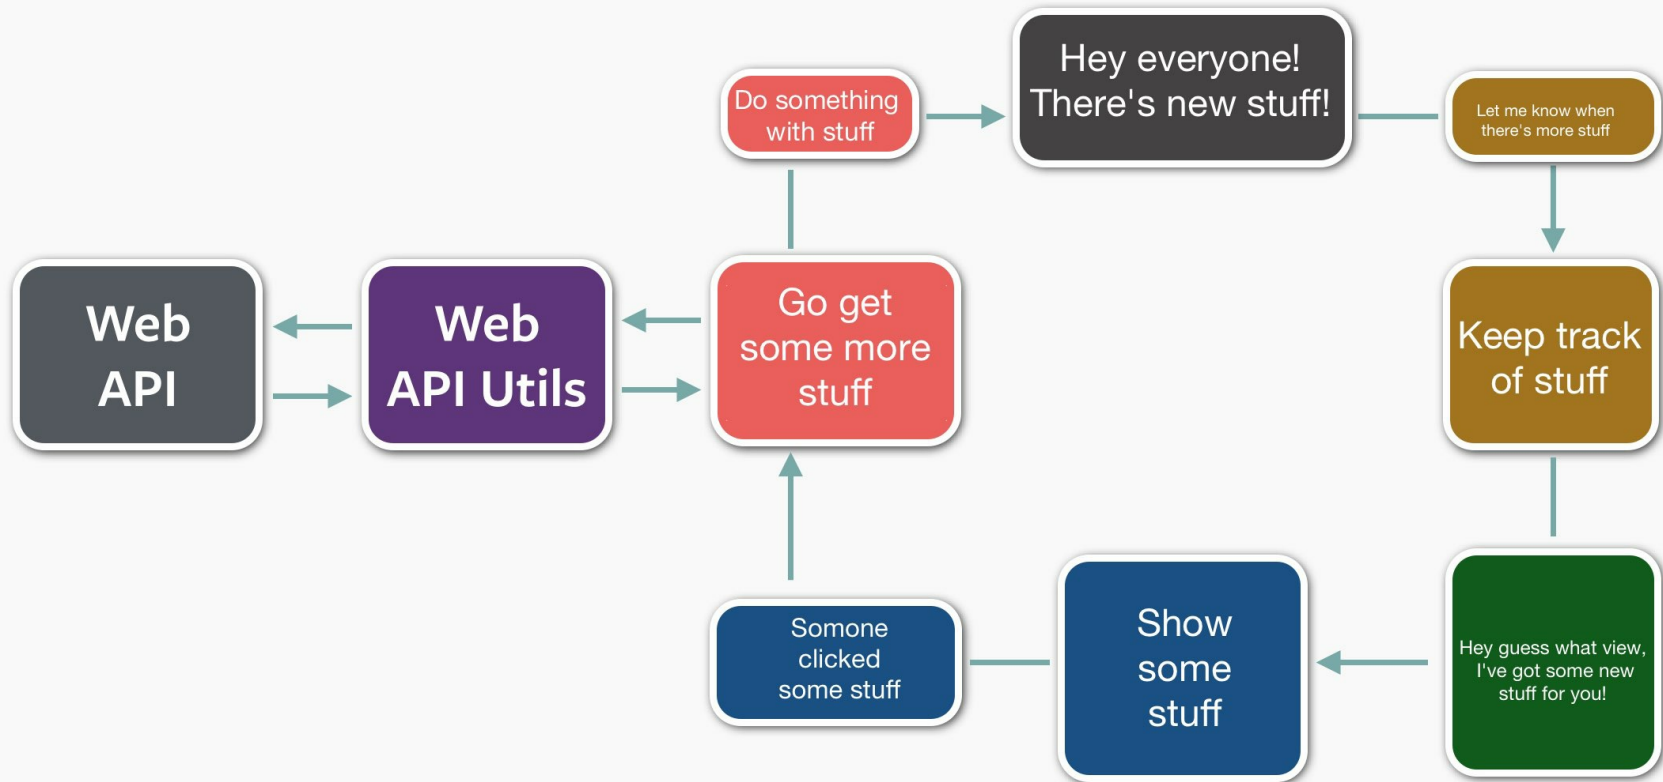 Do something
with stuff
Hey everyone!
There's new stuff!
Let me know when
there's more stuff
Web
API
Web
API Utils
Go get
some more
stuff
Keep track
of stuff
Somone
clicked
some stuff
Show
some
stuff
Hey guess what view,
I've got some new
stuff for you!